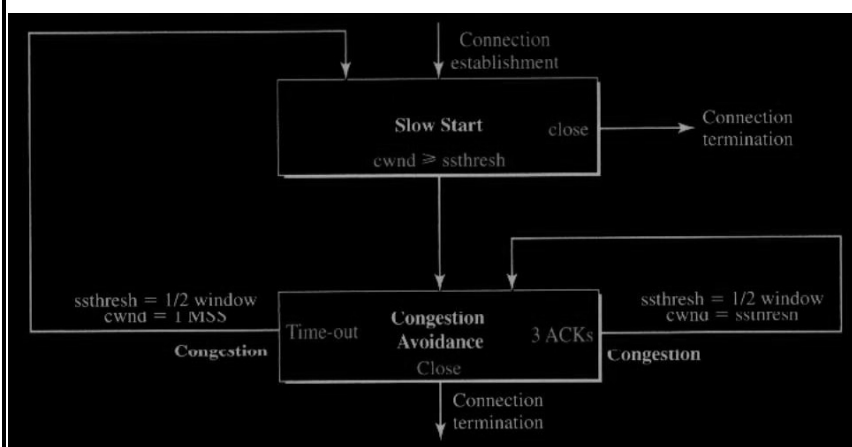 Connection
establishment
Slow Start
close
cwnd ⩾ ssthresh
Connection
termination
ssthresh = 1/2 window
cwnd = 1 MSS
Congestion
Time-out
Congestion
Avoidance
3 ACKs
Close
ssthresh = 1/2 window
cwnd = ssthresh
Congestion
Connection
termination